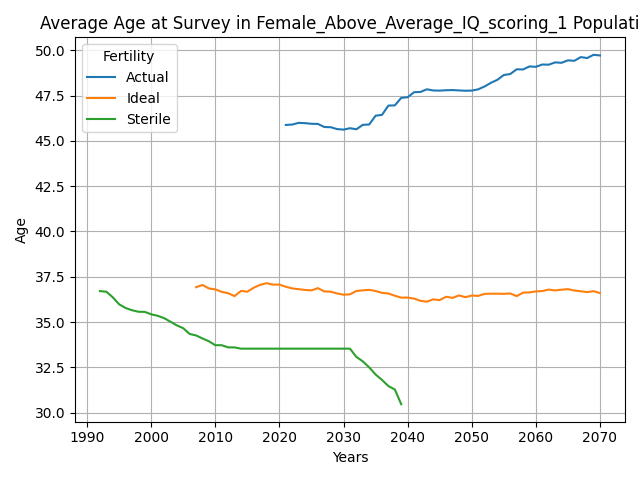 Average Age at Survey in Female_Above_Average_IQ_scoring_1 Populati
Fertility
Actual
Ideal
Sterile
50.0
47.5
45.0
42.5
40.0
37.5
35.0
32.5
30.0
Age
1990 2000 2010 2020 2030 2040 2050 2060 2070
Years